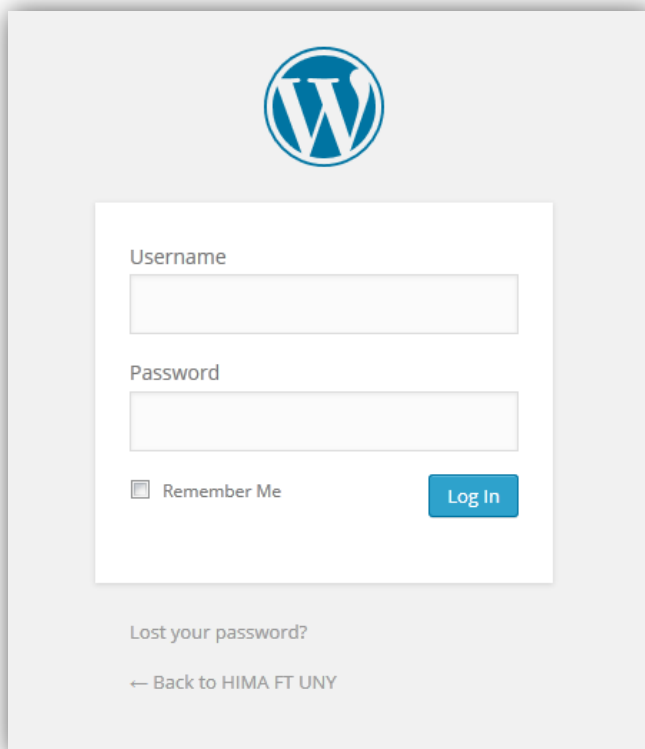 Username
Password
Remember Me
Log In
Lost your password?
← Back to HIMA FT UNY